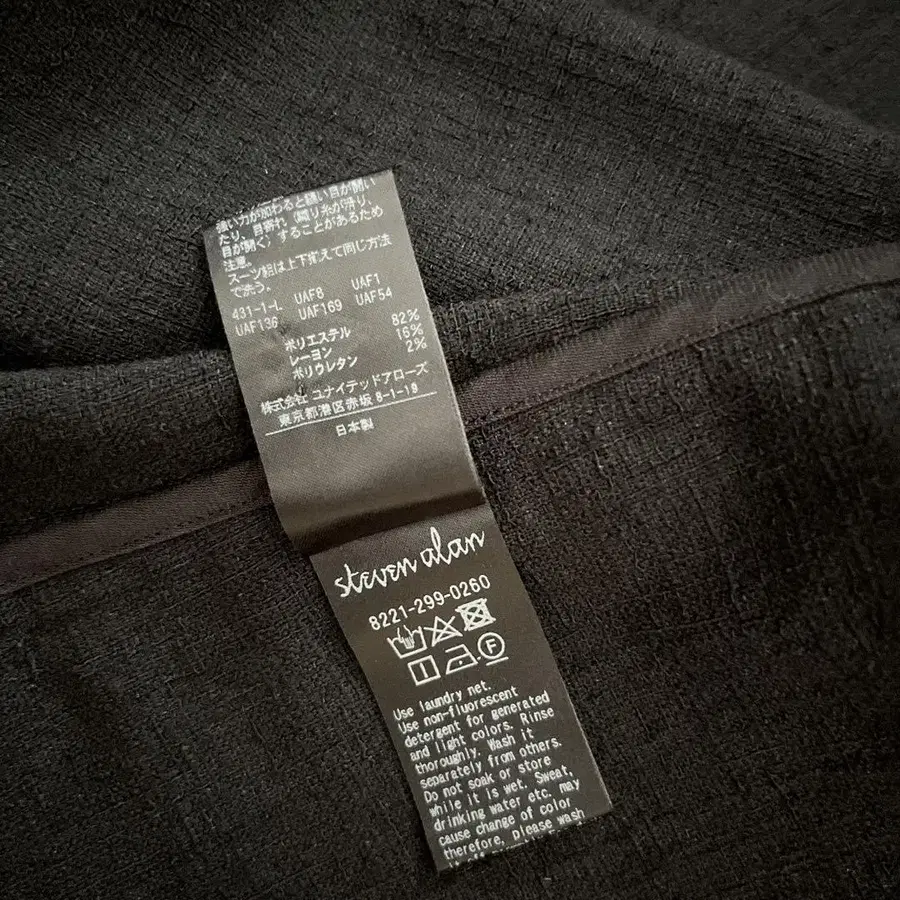 強い力が加わると縫い目が開い
たり、目寄れ(織り糸が滑り、
目が開く)することがあるため
注意。
スーツ組は上下揃えて同じ方法
で洗う。
431-1-L UAF8 UAF1
UAF136 UAF169 UAF54
ポリエステル 82%
レーヨン 16%
ポリウレタン 2%
株式会社 ユナイテッドアローズ
東京都港区赤坂 8-1-19
日本製
steven alan
8221-299-0260
F
Use laundry net.
Use non-fluorescent
detergent for generated
and light colors. Rinse
thoroughly. Wash it
separately from others.
Do not soak or store
while it is wet. Sweat,
drinking water etc. may
cause change of color
therefore, please wash